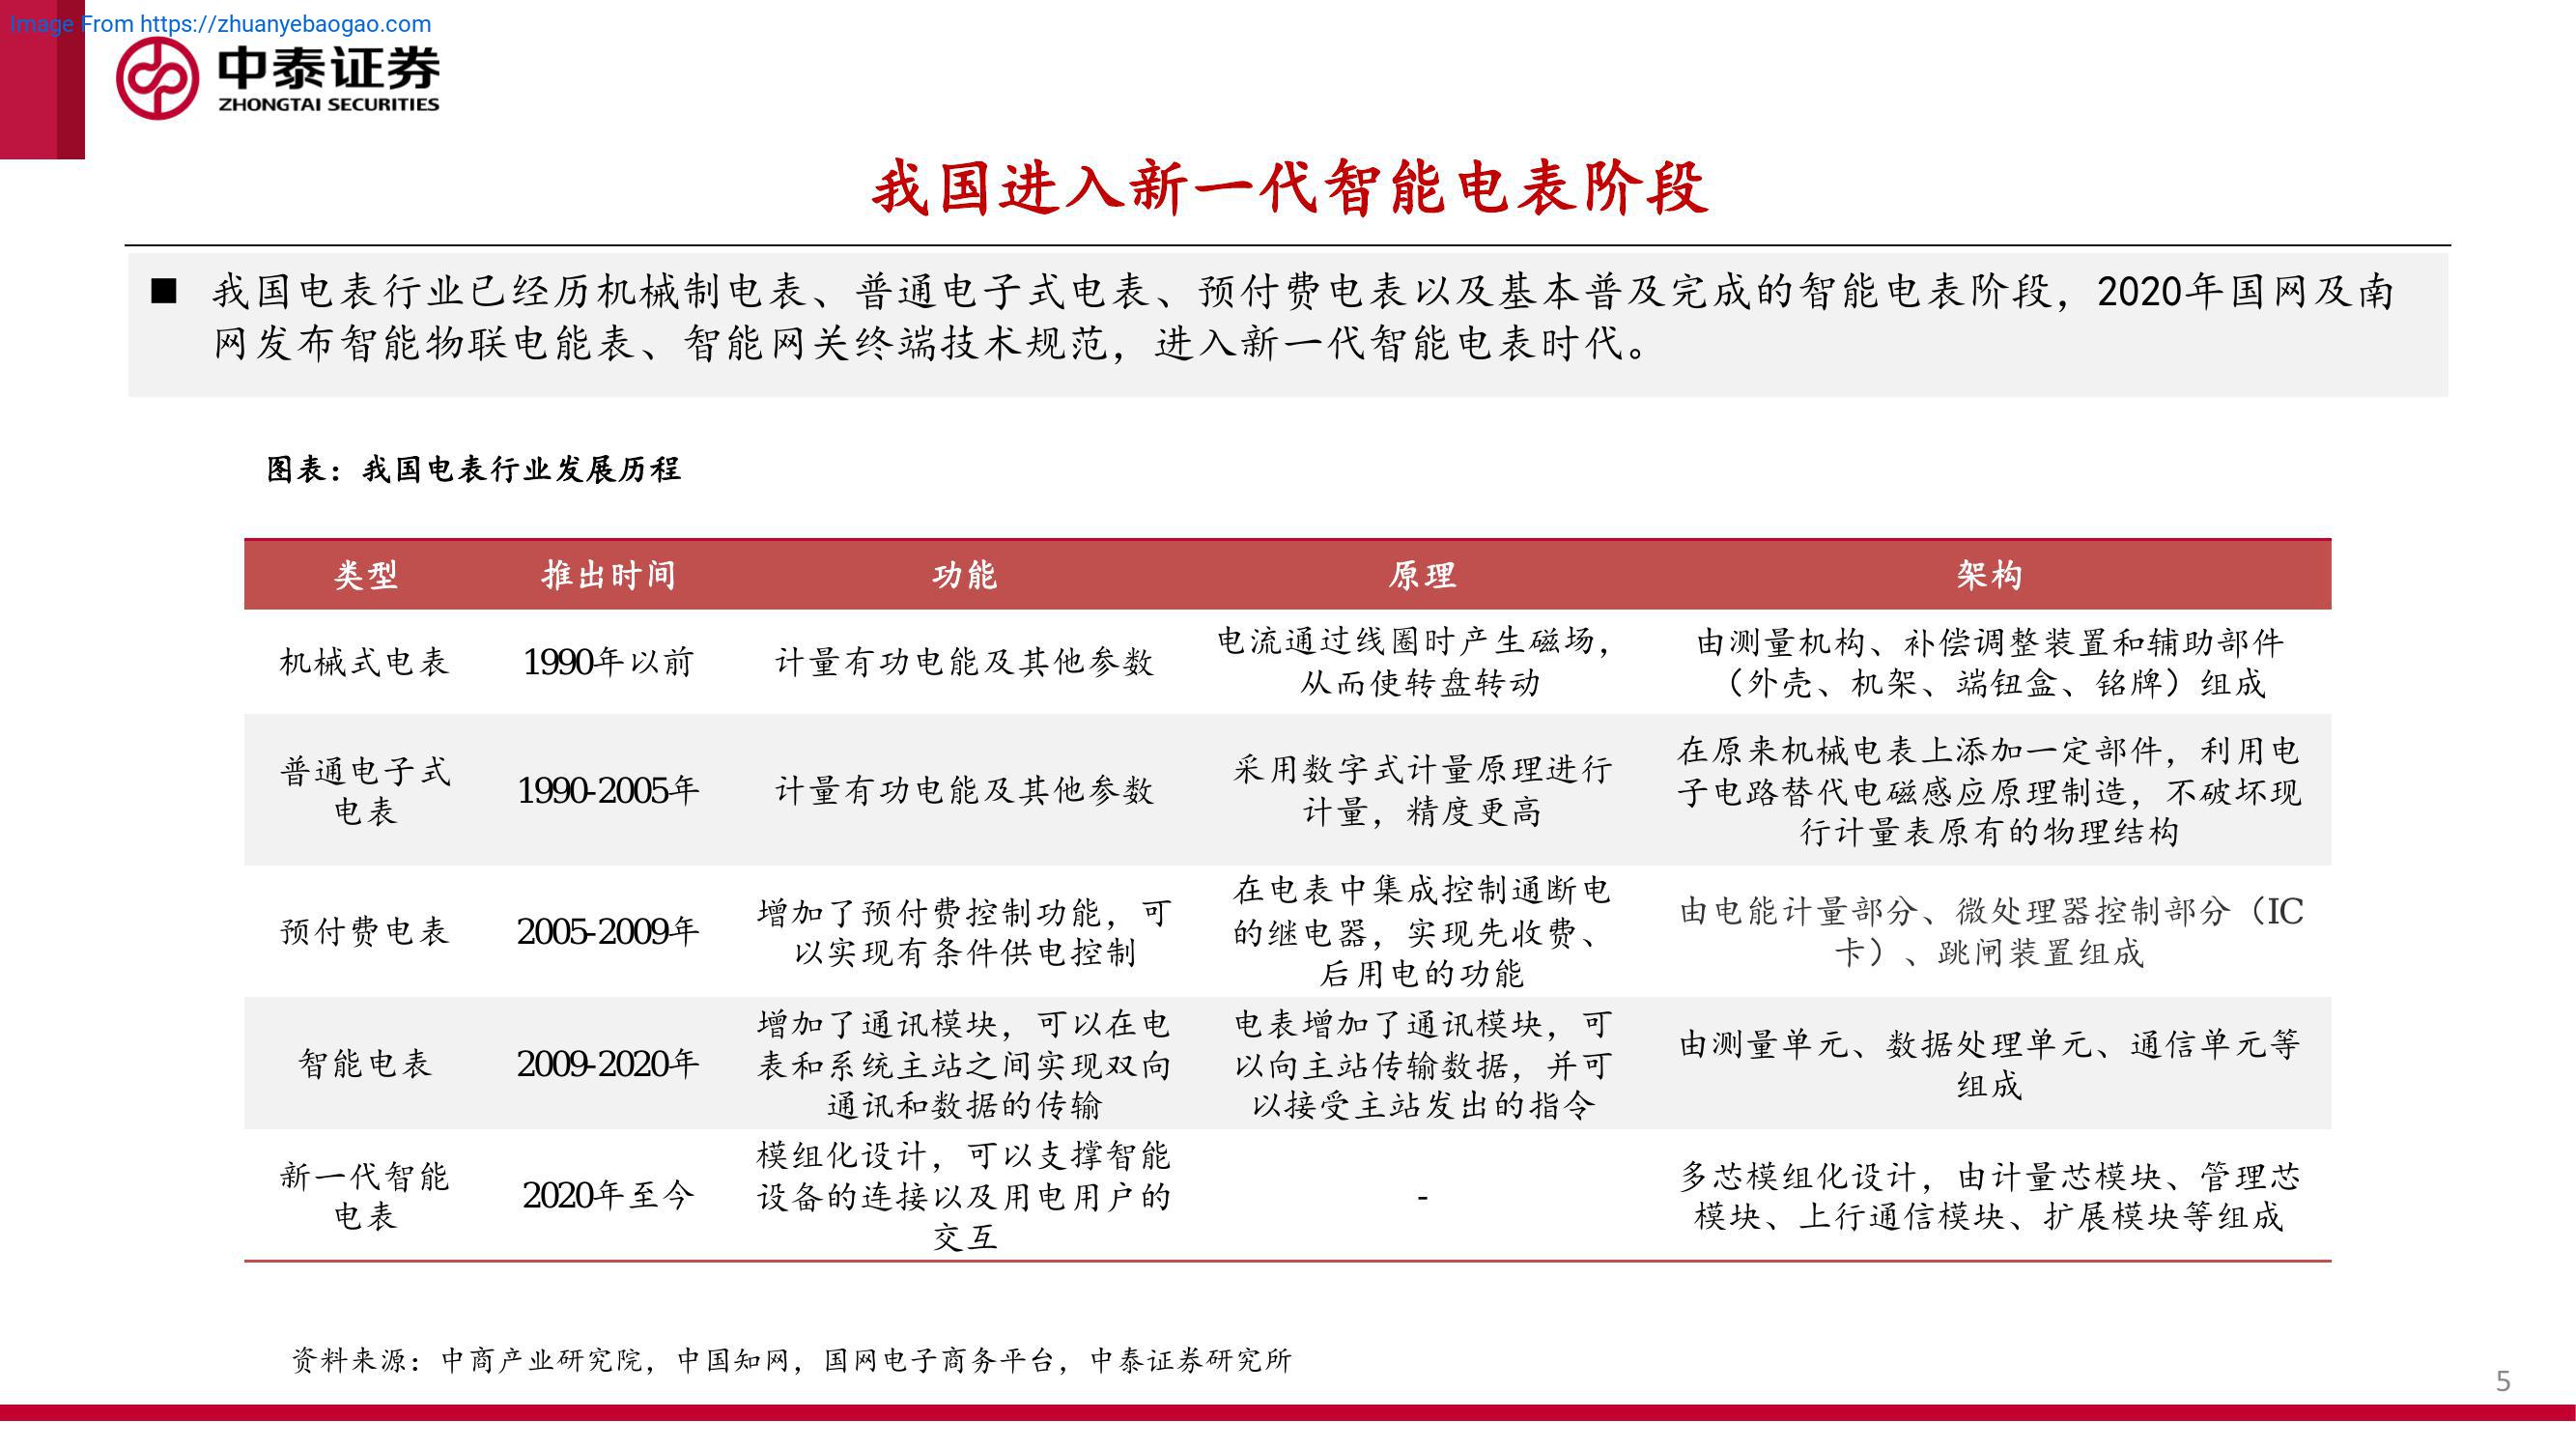 Image From https://zhuanyebaogao.com
中泰证券
ZHONGTAI SECURITIES
我国进入新一代智能电表阶段
■ 我国电表行业已经历机械制电表、普通电子式电表、预付费电表以及基本普及完成的智能电表阶段，2020年国网及南
网发布智能物联电能表、智能网关终端技术规范，进入新一代智能电表时代。
图表：我国电表行业发展历程
类型 推出时间 功能 原理 架构
机械式电表
1990年以前
计量有功电能及其他参数
电流通过线圈时产生磁场，
从而使转盘转动
由测量机构、补偿调整装置和辅助部件
（外壳、机架、端钮盒、铭牌）组成
普通电子式
电表
1990-2005年
计量有功电能及其他参数
采用数字式计量原理进行
计量，精度更高
在原来机械电表上添加一定部件，利用电
子电路替代电磁感应原理制造，不破坏现
行计量表原有的物理结构
预付费电表
2005-2009年
增加了预付费控制功能，可
以实现有条件供电控制
在电表中集成控制通断电
的继电器，实现先收费、
后用电的功能
由电能计量部分、微处理器控制部分（IC
卡）、跳闸装置组成
智能电表
2009-2020年
增加了通讯模块，可以在电
表和系统主站之间实现双向
通讯和数据的传输
电表增加了通讯模块，可
以向主站传输数据，并可
以接受主站发出的指令
由测量单元、数据处理单元、通信单元等
组成
新一代智能
电表
2020年至今
模组化设计，可以支撑智能
设备的连接以及用电用户的
交互
-
多芯模组化设计，由计量芯模块、管理芯
模块、上行通信模块、扩展模块等组成
资料来源：中商产业研究院，中国知网，国网电子商务平台，中泰证券研究所
5